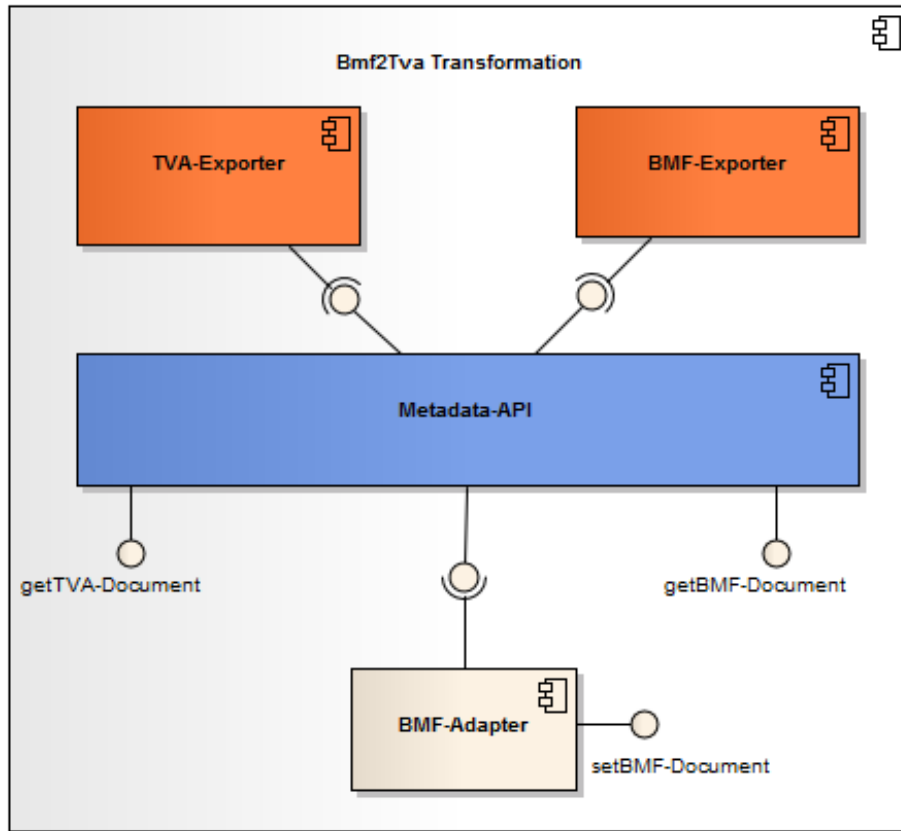 Bmf2Tva Transformation
TVA-Exporter
BMF-Exporter
Metadata-API
getTVA-Document
getBMF-Document
BMF-Adapter
setBMF-Document